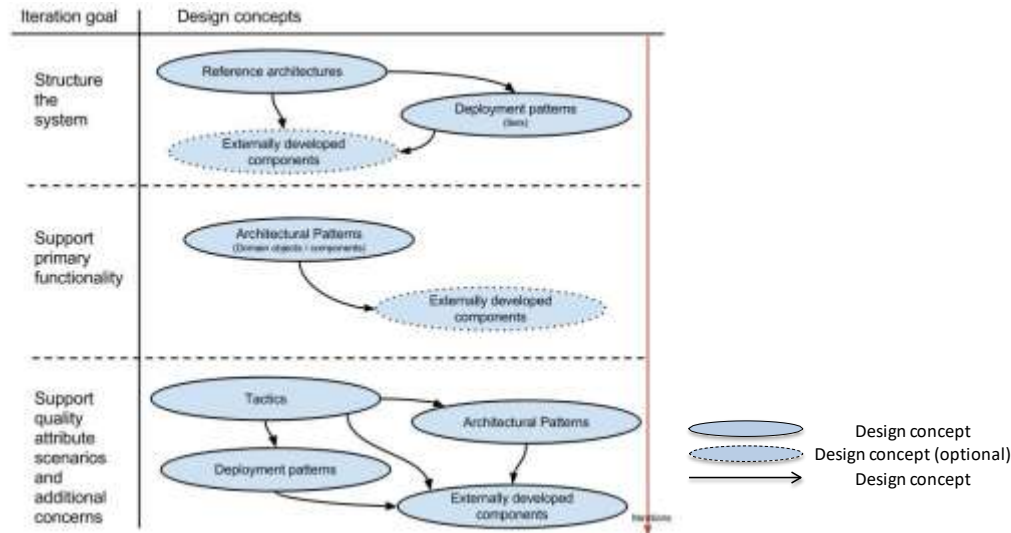 Iteration goal
Design concepts
Structure
the
system
Reference architectures
Deployment patterns
(tiers)
Externally developed
components
Support
primary
functionality
Architectural Patterns
(Domain objects / components)
Externally developed
components
Support
quality
attribute
scenarios
and
additional
concerns
Tactics
Architectural Patterns
Deployment patterns
Externally developed
components
Iterations
Design concept
Design concept (optional)
Design concept